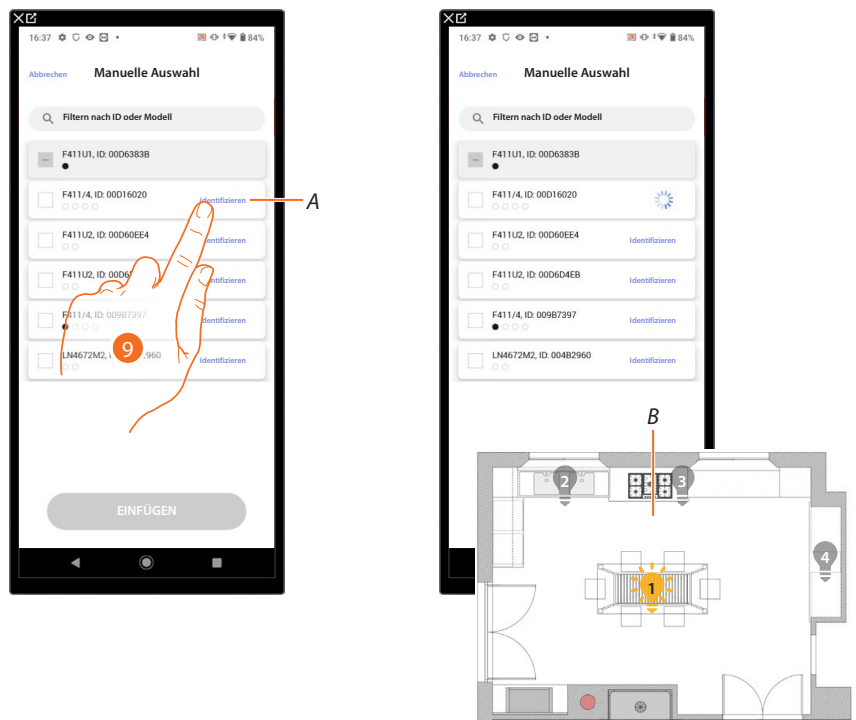 16:37
84%
Abbrechen Manuelle Auswahl
Filtern nach ID oder Modell
F411U1, ID: 00D6383B
F411/4, ID: 00D16020
Identifizieren
A
F411U2, ID: 00D60EE4
Identifizieren
F411U2, ID: 00D6
Identifizieren
F411/4, ID: 009B7397
Identifizieren
LN4672M2, 2960
Identifizieren
9
EINFÜGEN
16:37
84%
Abbrechen Manuelle Auswahl
Filtern nach ID oder Modell
F411U1, ID: 00D6383B
F411/4, ID: 00D16020
F411U2, ID: 00D60EE4
Identifizieren
F411U2, ID: 00D6D4EB
Identifizieren
F411/4, ID: 009B7397
Identifizieren
LN4672M2, ID: 004B2960
Identifizieren
B
2
3
4
1